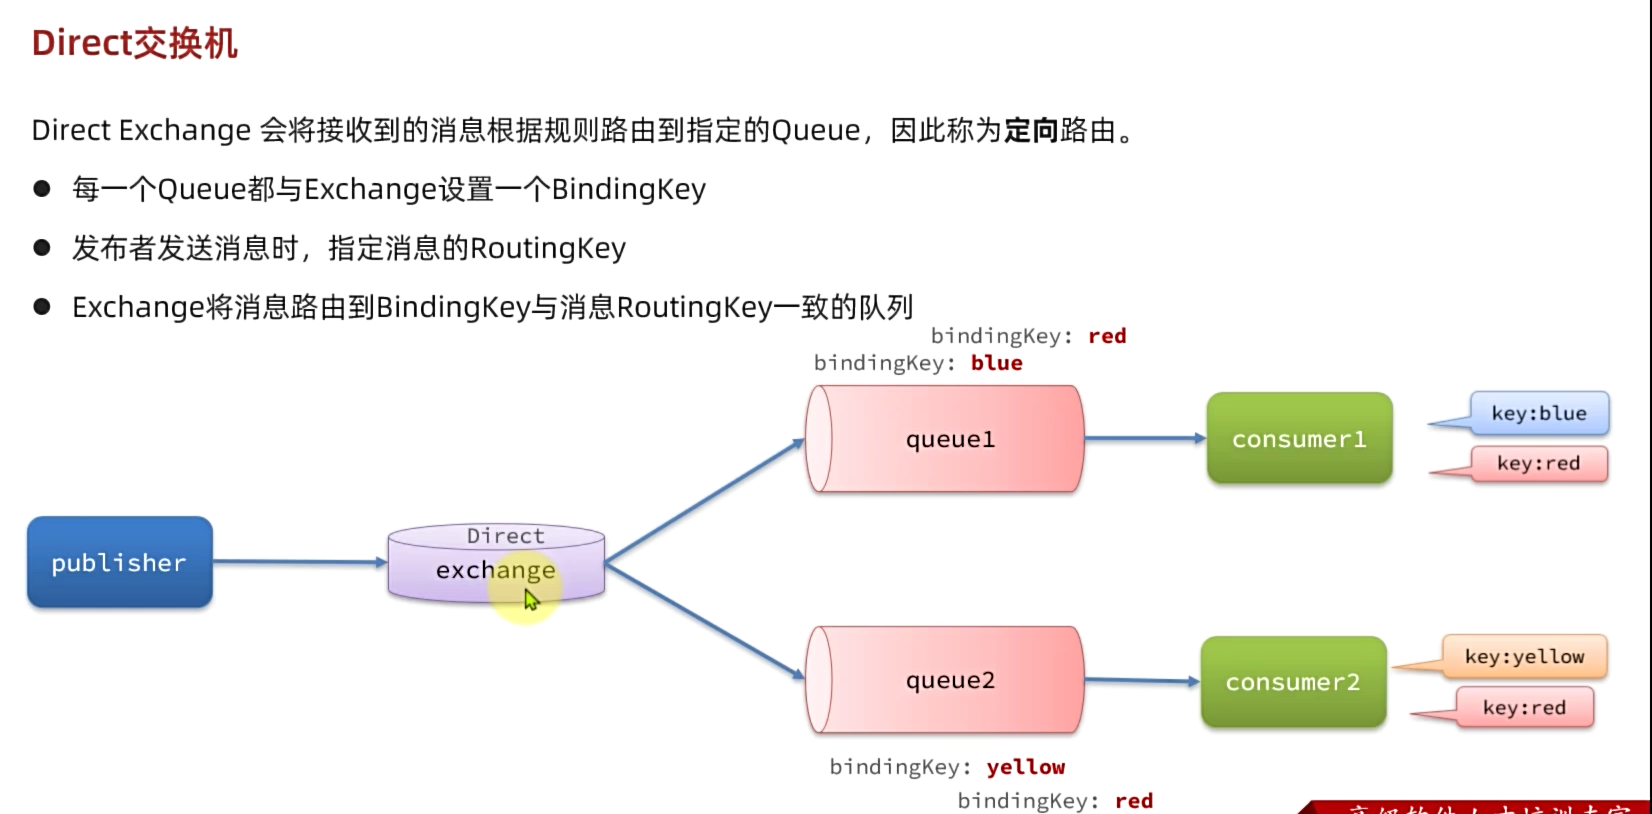 Direct交换机
Direct Exchange 会将接收到的消息根据规则路由到指定的Queue，因此称为定向路由。
每一个Queue都与Exchange设置一个BindingKey
发布者发送消息时，指定消息的RoutingKey
Exchange将消息路由到BindingKey与消息RoutingKey一致的队列
bindingKey: red
bindingKey: blue
queue1
consumer1
key:blue
key:red
publisher
Direct
exchange
queue2
consumer2
key:yellow
key:red
bindingKey: yellow
bindingKey: red